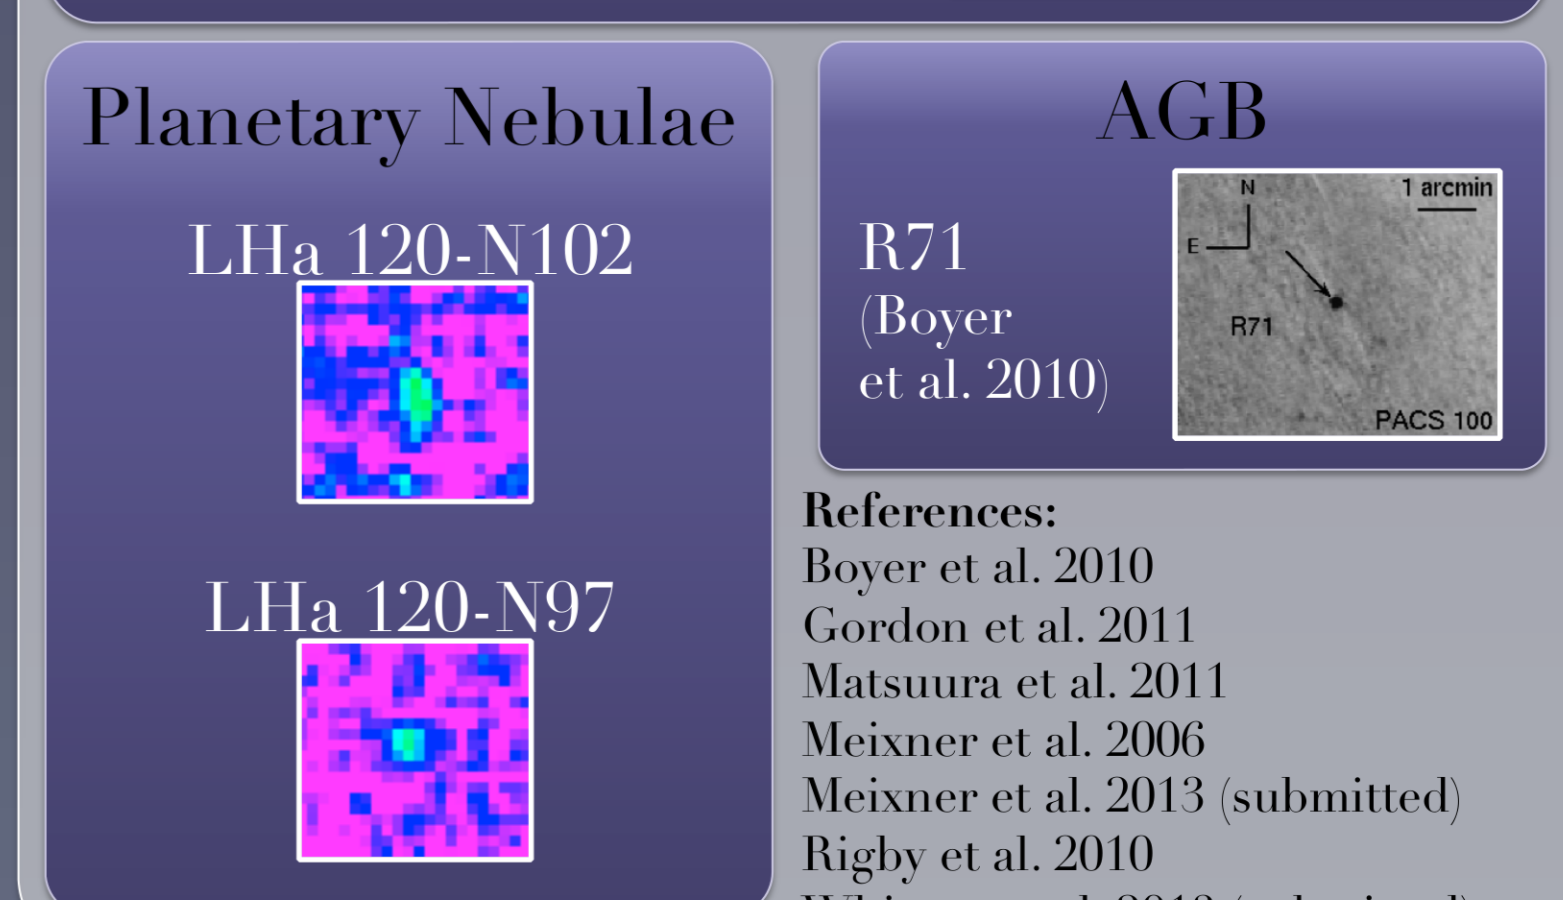 Planetary Nebulae
LHa 120-N102
LHa 120-N97
AGB
R71
(Boyer
et al. 2010)
N
1 arcmin
E
R71
PACS 100
References:
Boyer et al. 2010
Gordon et al. 2011
Matsuura et al. 2011
Meixner et al. 2006
Meixner et al. 2013 (submitted)
Rigby et al. 2010